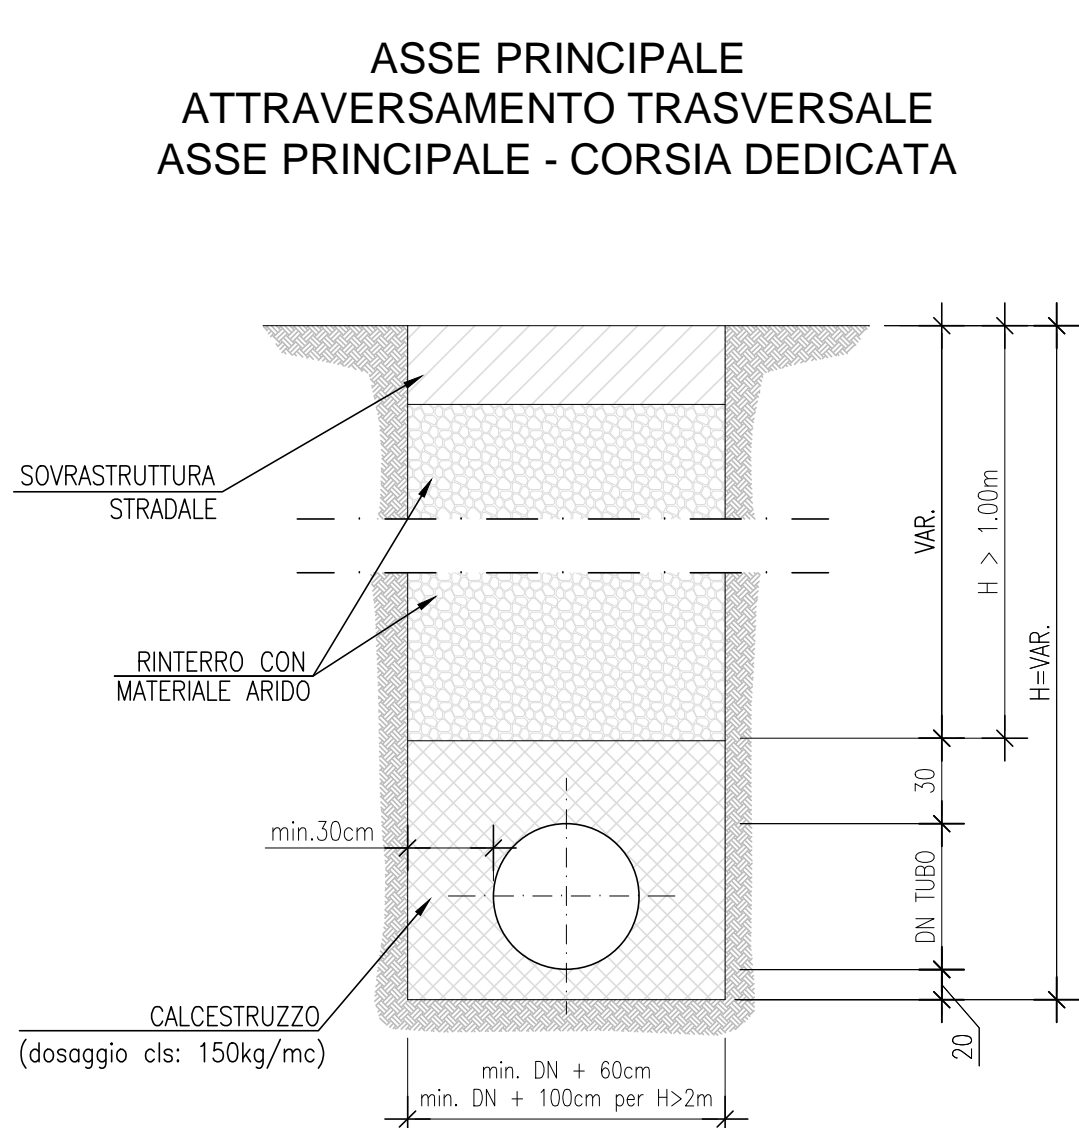 ASSE PRINCIPALE
ATTRAVERSAMENTO TRASVERSALE
ASSE PRINCIPALE - CORSIA DEDICATA
SOVRASTRUTTURA
STRADALE
VAR.
H > 1.00m
H=VAR.
RINTERRO CON
MATERIALE ARIDO
30
min.30cm
DN TUBO
CALCESTRUZZO
(dosaggio cls: 150kg/mc)
20
min. DN + 60cm
min. DN + 100cm per H>2m